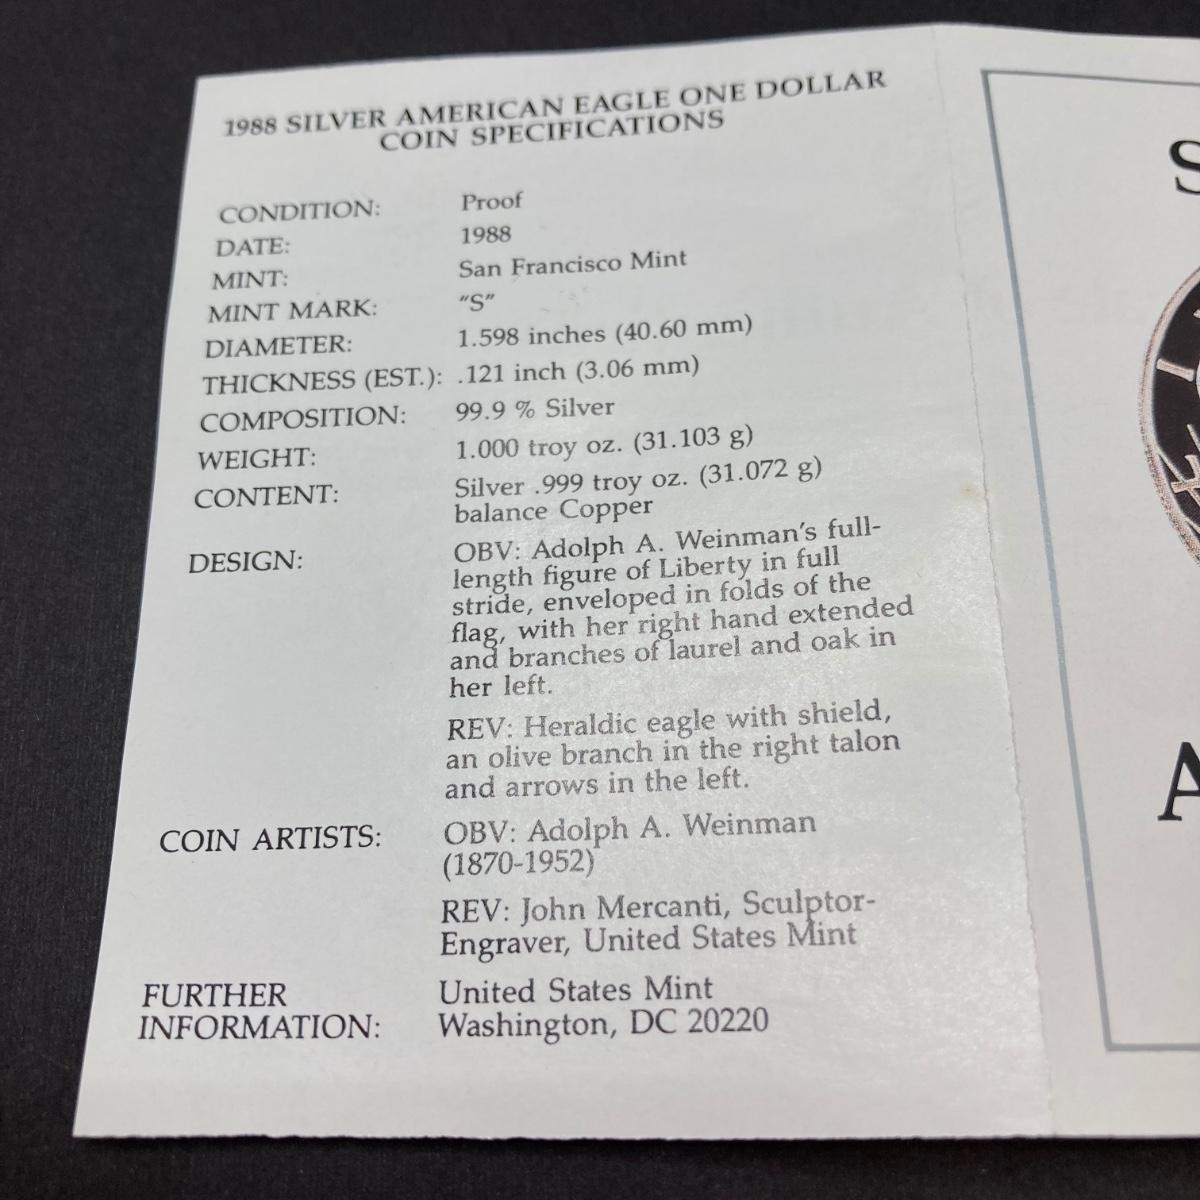 1988 SILVER AMERICAN EAGLE ONE DOLLAR
COIN SPECIFICATIONS
CONDITION: Proof
DATE: 1988
MINT: San Francisco Mint
MINT MARK: "S"
DIAMETER: 1.598 inches (40.60 mm)
THICKNESS (EST.): .121 inch (3.06 mm)
COMPOSITION: 99.9 % Silver
WEIGHT: 1.000 troy oz. (31.103 g)
CONTENT: Silver .999 troy oz. (31.072 g)
balance Copper
DESIGN: OBV: Adolph A. Weinman's full-
length figure of Liberty in full
stride, enveloped in folds of the
flag, with her right hand extended
and branches of laurel and oak in
her left.
REV: Heraldic eagle with shield,
an olive branch in the right talon
and arrows in the left.
COIN ARTISTS: OBV: Adolph A. Weinman
(1870-1952)
REV: John Mercanti, Sculptor-
Engraver, United States Mint
FURTHER United States Mint
INFORMATION: Washington, DC 20220